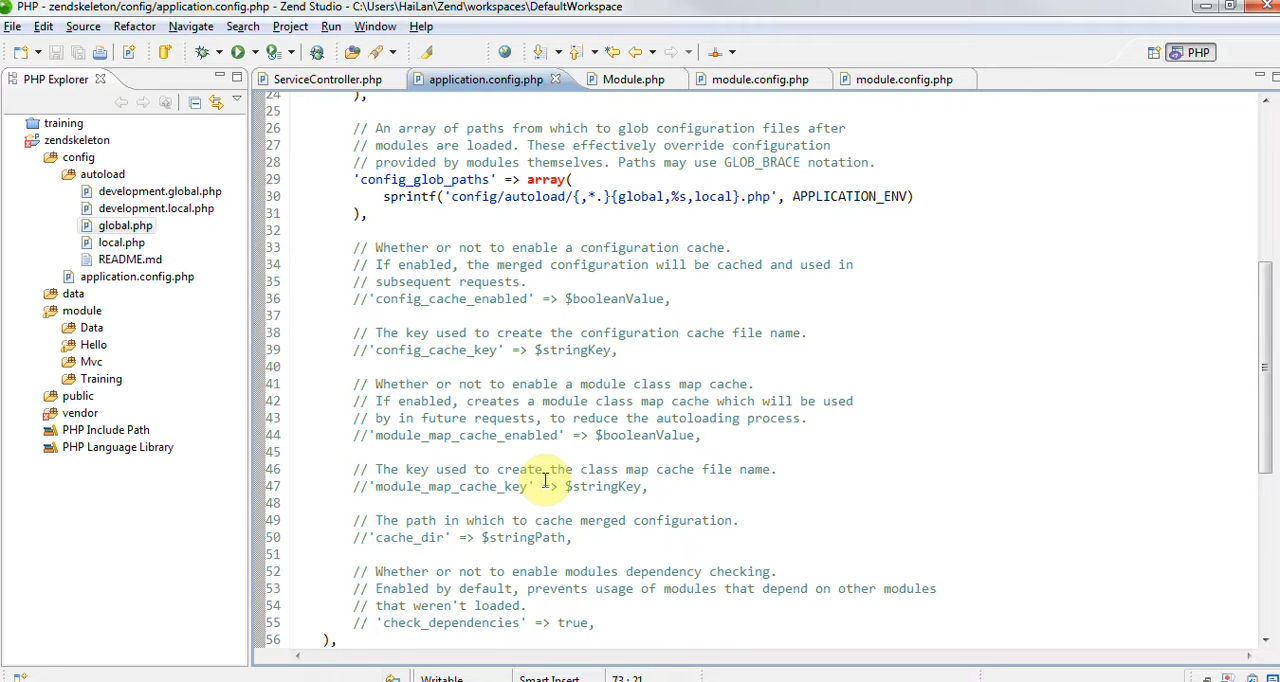 PHP - zendskeleton/config/application.config.php - Zend Studio - C:\Users\HaiLan\Zend\workspaces\DefaultWorkspace
File Edit Source Refactor Navigate Search Project Run Window Help
PHP
PHP Explorer
ServiceController.php application.config.php Module.php module.config.php module.config.php
training
zendskeleton
config
autoload
development.global.php
development.local.php
global.php
local.php
README.md
application.config.php
data
module
Data
Hello
Mvc
Training
public
vendor
PHP Include Path
PHP Language Library
24 ),
25
26 // An array of paths from which to glob configuration files after
27 // modules are loaded. These effectively override configuration
28 // provided by modules themselves. Paths may use GLOB_BRACE notation.
29 'config_glob_paths' => array(
30 sprintf('config/autoload/{,*.}{global,%s,local}.php', APPLICATION_ENV)
31 ),
32
33 // Whether or not to enable a configuration cache.
34 // If enabled, the merged configuration will be cached and used in
35 // subsequent requests.
36 //'config_cache_enabled' => $booleanValue,
37
38 // The key used to create the configuration cache file name.
39 //'config_cache_key' => $stringKey,
40
41 // Whether or not to enable a module class map cache.
42 // If enabled, creates a module class map cache which will be used
43 // by in future requests, to reduce the autoloading process.
44 //'module_map_cache_enabled' => $booleanValue,
45
46 // The key used to create the class map cache file name.
47 //'module_map_cache_key' => $stringKey,
48
49 // The path in which to cache merged configuration.
50 //'cache_dir' => $stringPath,
51
52 // Whether or not to enable modules dependency checking.
53 // Enabled by default, prevents usage of modules that depend on other modules
54 // that weren't loaded.
55 // 'check_dependencies' => true,
56 ),
Writable Smart Insert 73 : 21